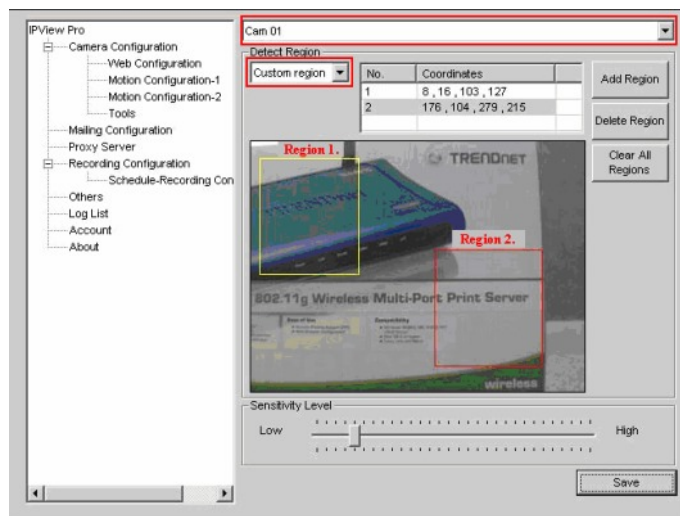 IPView Pro
Camera Configuration
Web Configuration
Motion Configuration-1
Motion Configuration-2
Tools
Mailing Configuration
Proxy Server
Recording Configuration
Schedule-Recording Con
Others
Log List
Account
About
Cam 01
Detect Region
Custom region
No. Coordinates
1 8 , 16 , 103 , 127
2 176 , 104 , 279 , 215
Add Region
Delete Region
Clear All
Regions
Region 1.
TRENDNET
Region 2.
802.11g Wireless Multi-Port Print Server
wireless
Sensitivity Level
Low
High
Save